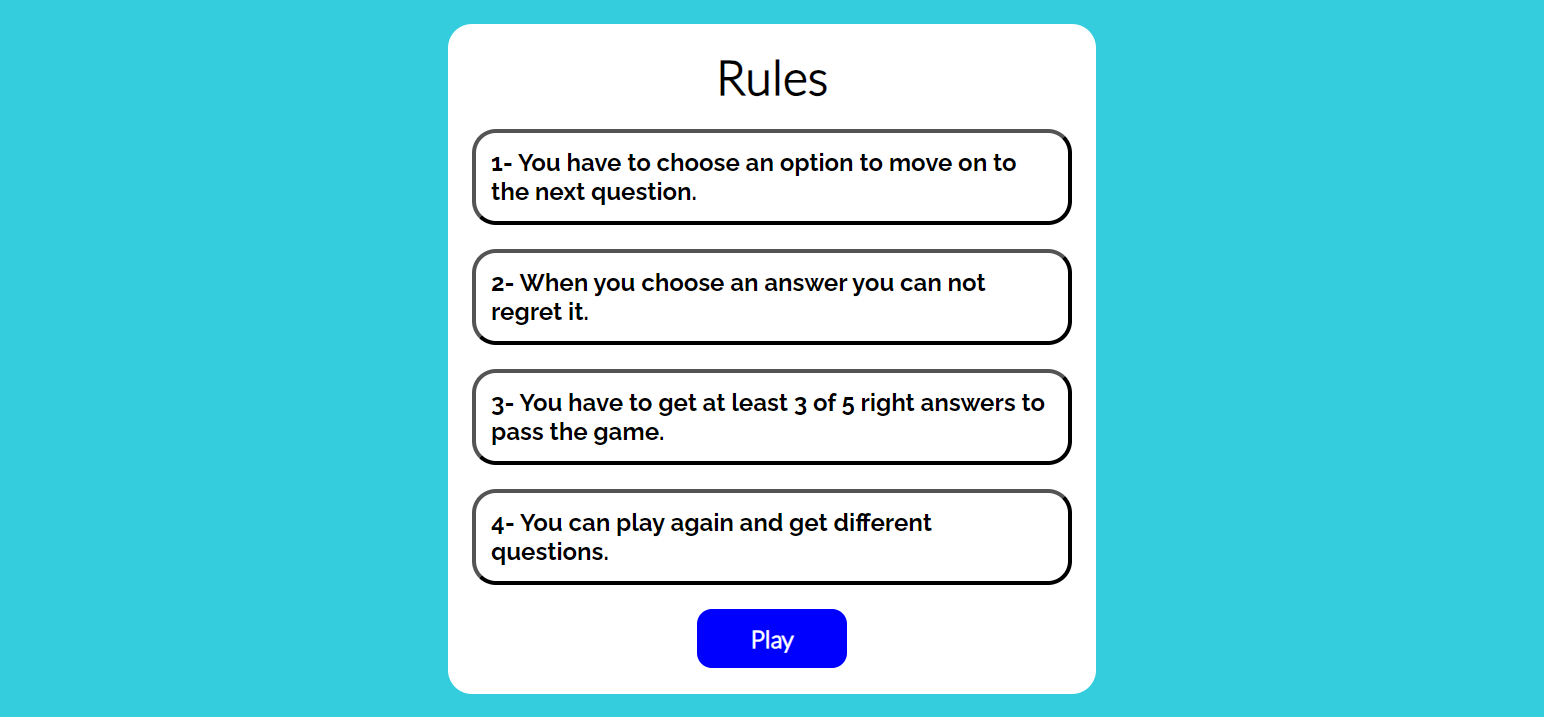 Rules
1- You have to choose an option to move on to
the next question.
2- When you choose an answer you can not
regret it.
3- You have to get at least 3 of 5 right answers to
pass the game.
4- You can play again and get different
questions.
Play